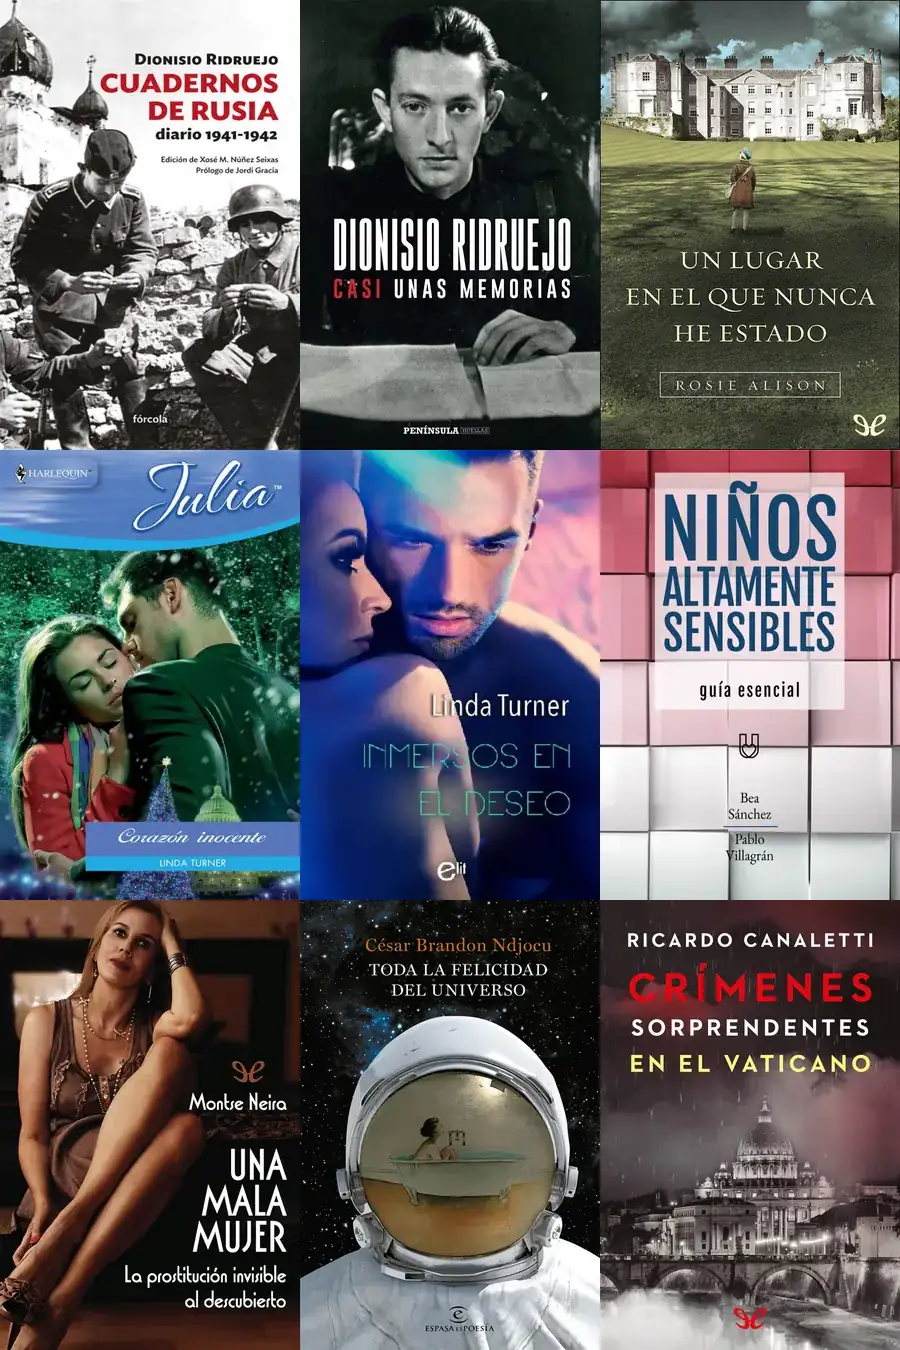 DIONISIO RIDRUEJO
CUADERNOS
DE RUSIA
diario 1941-1942
Edición de Xosé M. Núñez Seixas
Prólogo de Jordi Gracia
fórcola
DIONISIO RIDRUEJO
CASI UNAS MEMORIAS
PENÍNSULA HUELLAS
UN LUGAR
EN EL QUE NUNCA
HE ESTADO
ROSIE ALISON
HARLEQUIN™
Julia™
Corazón inocente
LINDA TURNER
Linda Turner
INMERSOS EN
EL DESEO
elit
NIÑOS
ALTAMENTE
SENSIBLES
guía esencial
Bea
Sánchez
Pablo
Villagrán
Montse Neira
UNA
MALA
MUJER
La prostitución invisible
al descubierto
César Brandon Ndjocu
TODA LA FELICIDAD
DEL UNIVERSO
ESPASA ES POESÍA
RICARDO CANALETTI
CRÍMENES
SORPRENDENTES
EN EL VATICANO